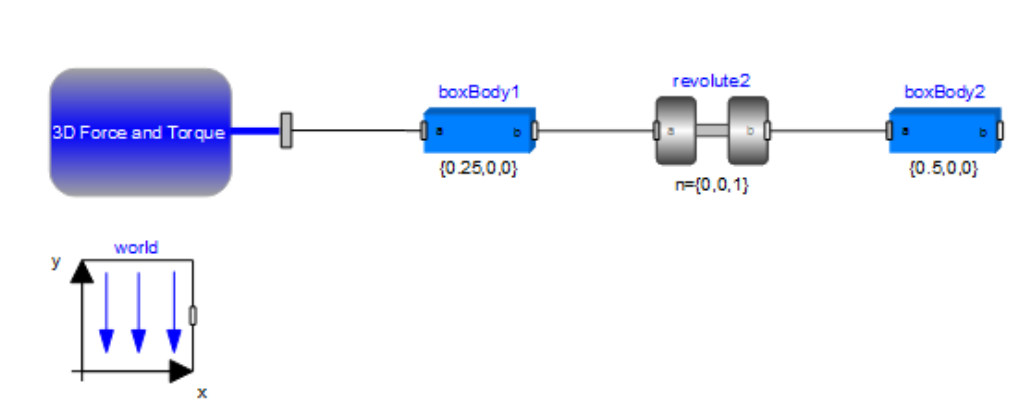 boxBody1
revolute2
boxBody2
3D Force and Torque
a
b
a
b
a
b
{0.25,0,0}
n={0,0,1}
{0.5,0,0}
world
y
x